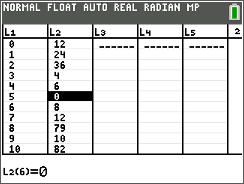 NORMAL FLOAT AUTO REAL RADIAN MP
L1 L2 L3 L4 L5 2
0 12 ------ ------ ------
1 24
2 36
3 4
4 6
5 0
6 8
7 12
8 79
9 10
10 82
L2(6)=0